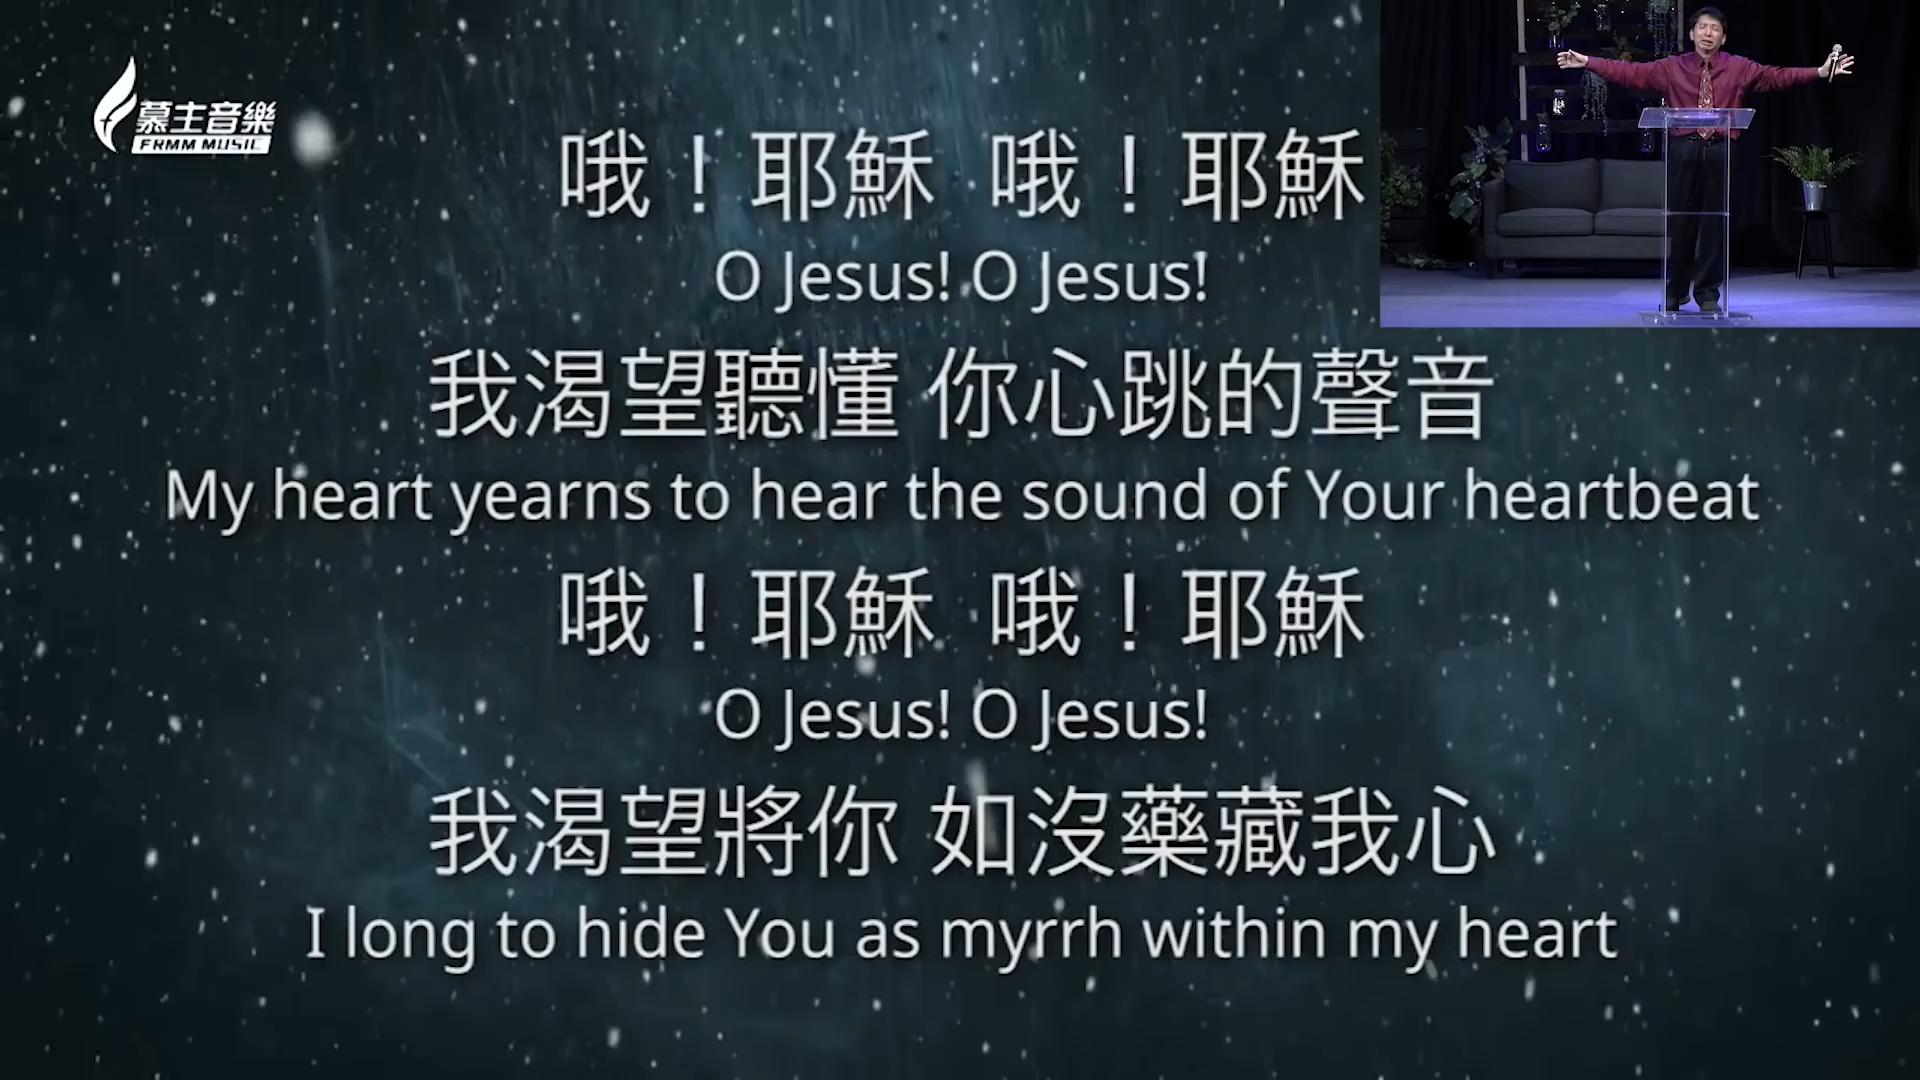 慕主音樂
FRMM MUSIC
哦！耶穌 哦！耶穌
O Jesus! O Jesus!
我渴望聽懂 你心跳的聲音
My heart yearns to hear the sound of Your heartbeat
哦！耶穌 哦！耶穌
O Jesus! O Jesus!
我渴望將你 如沒藥藏我心
I long to hide You as myrrh within my heart